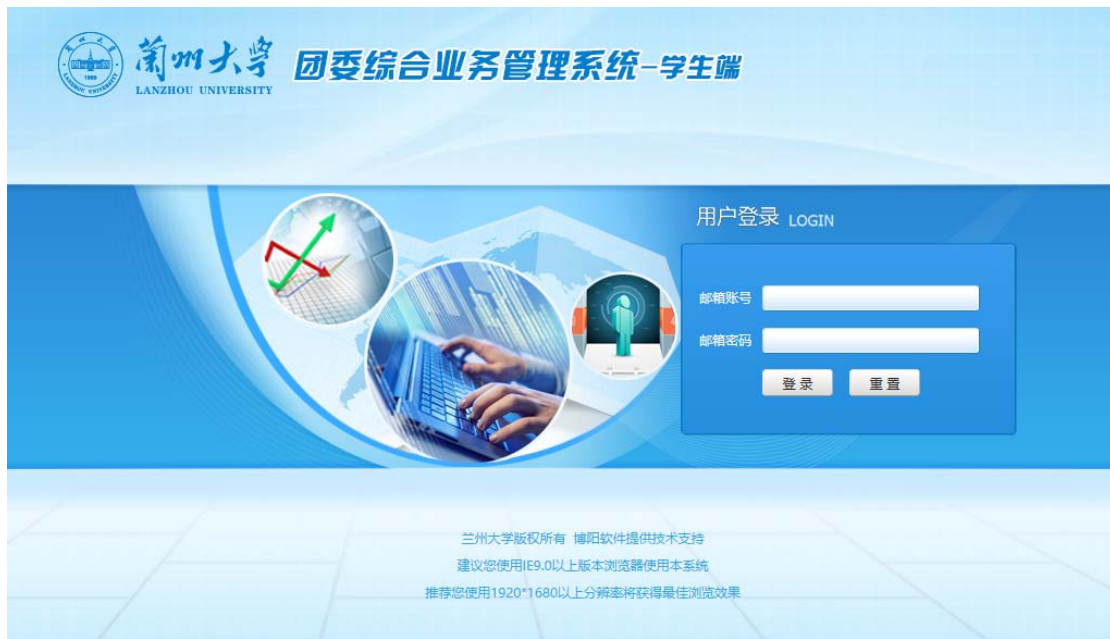 兰州大学
LANZHOU UNIVERSITY
1909
团委综合业务管理系统-学生端
用户登录 LOGIN
邮箱账号
邮箱密码
登录 重置
兰州大学版权所有 博阳软件提供技术支持
建议您使用IE9.0以上版本浏览器使用本系统
推荐您使用1920*1680以上分辨率将获得最佳浏览效果